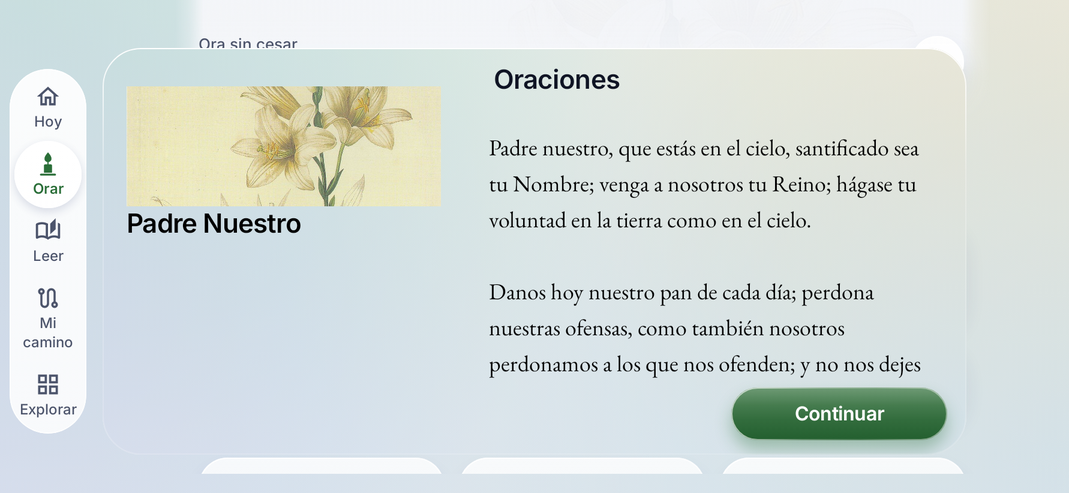 Ora sin cesar
Hoy
Orar
Leer
Mi
camino
Explorar
Padre Nuestro
Oraciones
Padre nuestro, que estás en el cielo, santificado sea
tu Nombre; venga a nosotros tu Reino; hágase tu
voluntad en la tierra como en el cielo.
Danos hoy nuestro pan de cada día; perdona
nuestras ofensas, como también nosotros
perdonamos a los que nos ofenden; y no nos dejes
Continuar